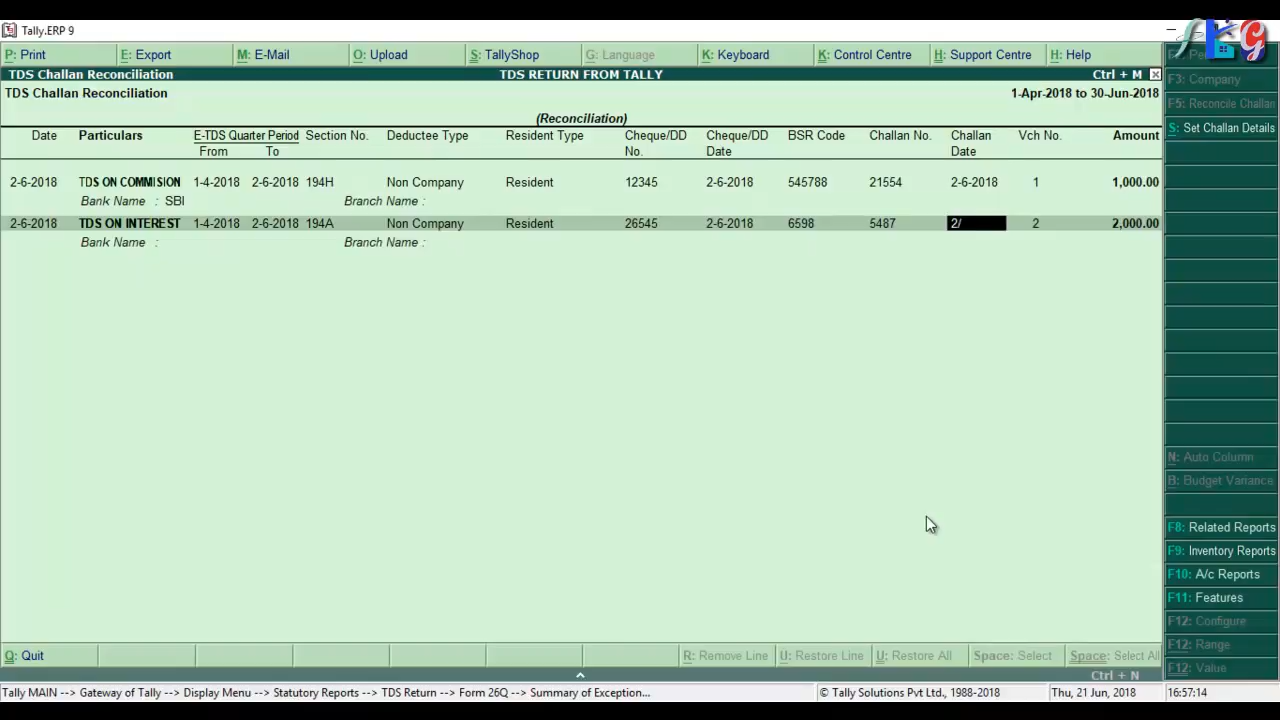 Tally.ERP 9
P: Print E: Export M: E-Mail O: Upload S: TallyShop G: Language K: Keyboard K: Control Centre H: Support Centre H: Help
TDS Challan Reconciliation TDS RETURN FROM TALLY Ctrl + M
TDS Challan Reconciliation 1-Apr-2018 to 30-Jun-2018
(Reconciliation)
Date Particulars E-TDS Quarter Period Section No. Deductee Type Resident Type Cheque/DD Cheque/DD BSR Code Challan No. Challan Vch No. Amount
From To No. Date Date
2-6-2018 TDS ON COMMISION 1-4-2018 2-6-2018 194H Non Company Resident 12345 2-6-2018 545788 21554 2-6-2018 1 1,000.00
Bank Name : SBI Branch Name :
2-6-2018 TDS ON INTEREST 1-4-2018 2-6-2018 194A Non Company Resident 26545 2-6-2018 6598 5487 2/ 2 2,000.00
Bank Name : Branch Name :
F3: Company
F5: Reconcile Challan
S: Set Challan Details
N: Auto Column
B: Budget Variance
F8: Related Reports
F9: Inventory Reports
F10: A/c Reports
F11: Features
F12: Configure
F12: Range
F12: Value
Q: Quit R: Remove Line U: Restore Line U: Restore All Space: Select Space: Select All
Ctrl + N
Tally MAIN --> Gateway of Tally --> Display Menu --> Statutory Reports --> TDS Return --> Form 26Q --> Summary of Exception... © Tally Solutions Pvt Ltd., 1988-2018 Thu, 21 Jun, 2018 16:57:14